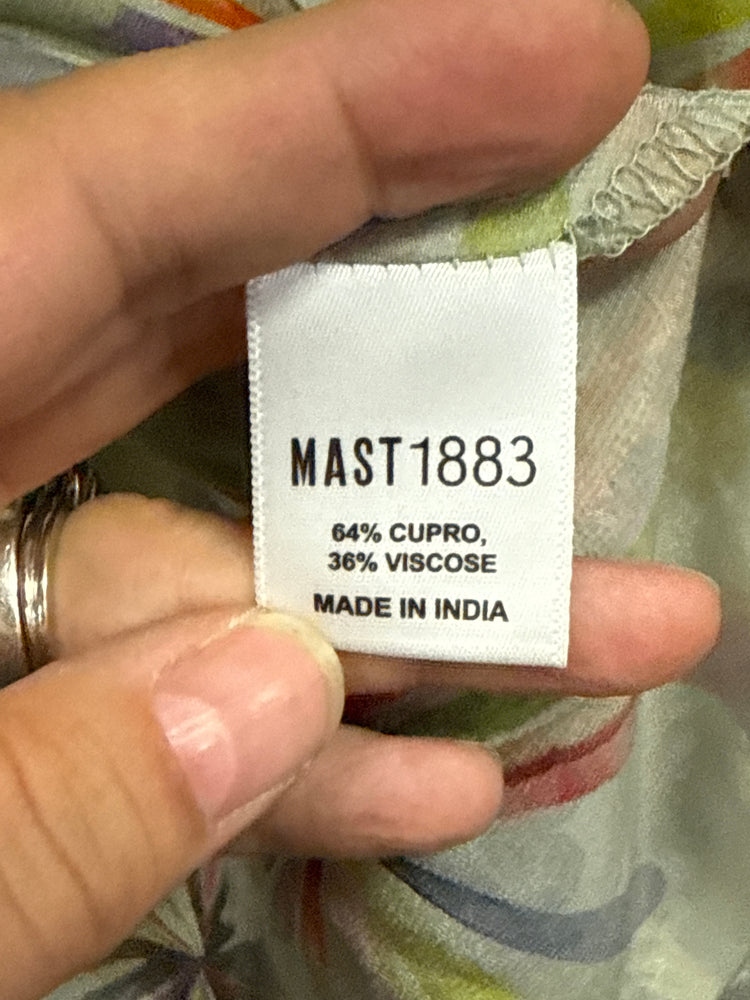 MAST1883
64% CUPRO,
36% VISCOSE
MADE IN INDIA